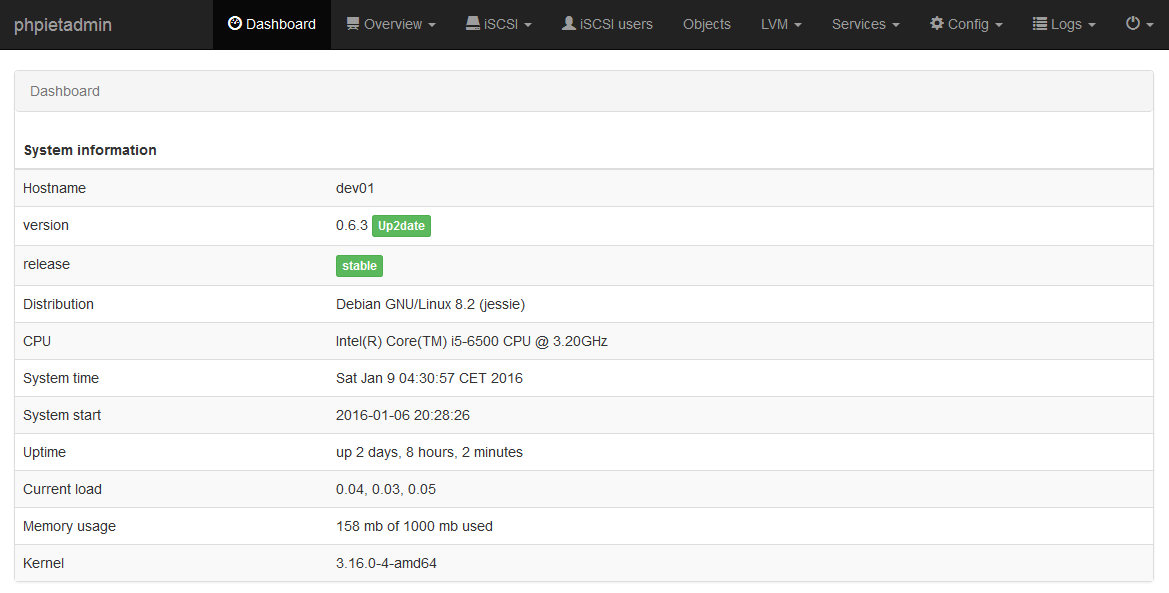 phpietadmin Dashboard Overview iSCSI iSCSI users Objects LVM Services Config Logs
Dashboard
System information
Hostname dev01
version 0.6.3 Up2date
release stable
Distribution Debian GNU/Linux 8.2 (jessie)
CPU Intel(R) Core(TM) i5-6500 CPU @ 3.20GHz
System time Sat Jan 9 04:30:57 CET 2016
System start 2016-01-06 20:28:26
Uptime up 2 days, 8 hours, 2 minutes
Current load 0.04, 0.03, 0.05
Memory usage 158 mb of 1000 mb used
Kernel 3.16.0-4-amd64